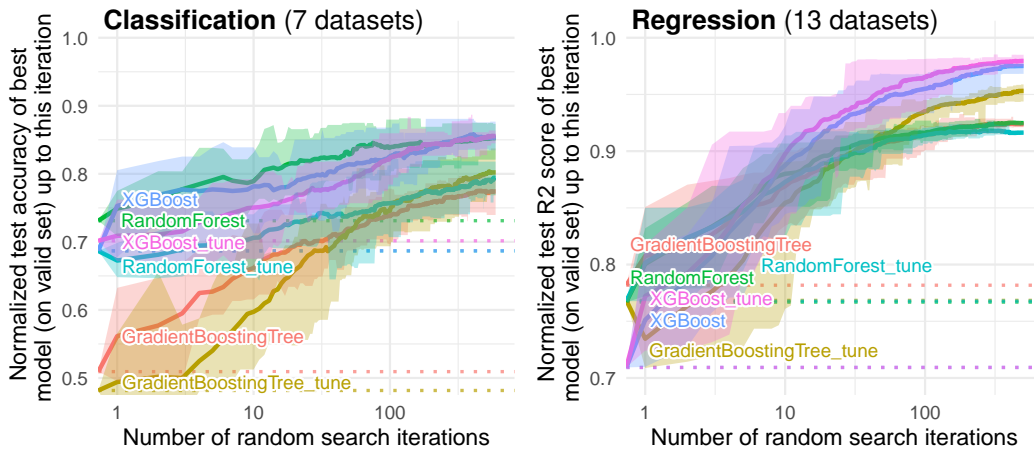 Classification (7 datasets)
Normalized test accuracy of best
model (on valid set) up to this iteration
1.0
0.9
0.8
0.7
0.6
0.5
XGBoost
RandomForest
XGBoost_tune
RandomForest_tune
GradientBoostingTree
GradientBoostingTree_tune
1
10
100
Number of random search iterations
Regression (13 datasets)
Normalized test R2 score of best
model (on valid set) up to this iteration
1.0
0.9
0.8
0.7
GradientBoostingTree
RandomForest_tune
RandomForest
XGBoost_tune
XGBoost
GradientBoostingTree_tune
1
10
100
Number of random search iterations